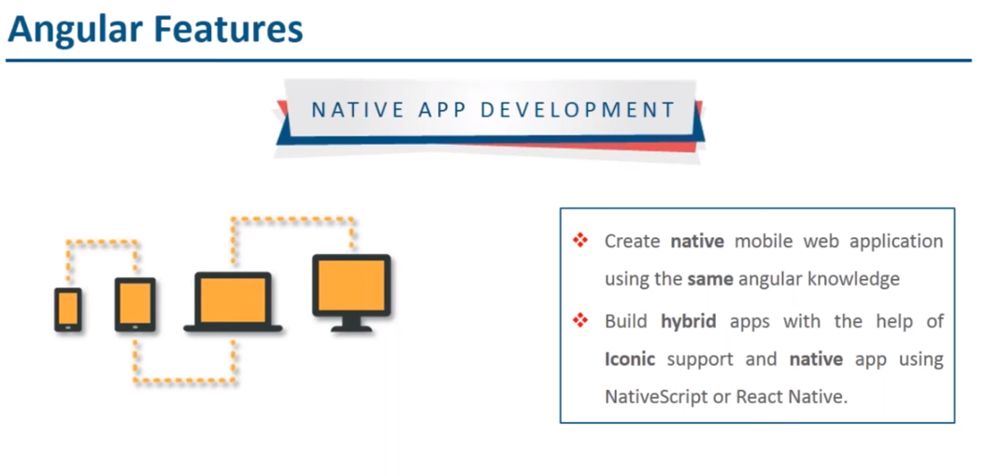 Angular Features
NATIVE APP DEVELOPMENT
Create native mobile web application
using the same angular knowledge
Build hybrid apps with the help of
Iconic support and native app using
NativeScript or React Native.